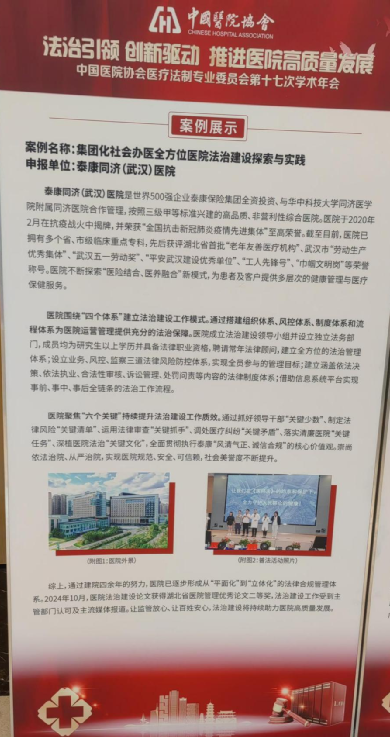 中国医院协会
CHINESE HOSPITAL ASSOCIATION
法治引领 创新驱动 推进医院高质量发展
中国医院协会医疗法制专业委员会第十七次学术年会
案例展示
案例名称：集团化社会办医全方位医院法治建设探索与实践
申报单位：泰康同济（武汉）医院
泰康同济（武汉）医院是世界500强企业泰康保险集团全资投资、与华中科技大学同济医学
院附属同济医院合作管理，按照三级甲等标准兴建的高品质、非营利性综合医院。医院于2020年
2月在抗疫战火中揭牌，并荣获“全国抗击新冠肺炎疫情先进集体”至高荣誉。截至目前，医院已
拥有多个省、市级临床重点专科，先后获评湖北省首批“老年友善医疗机构”、武汉市“劳动生产
优秀集体”、“武汉五一劳动奖”、“平安武汉建设优秀单位”、“工人先锋号”、“巾帼文明岗”等荣誉
称号。医院不断探索“医险结合、医养融合”新模式，为患者及客户提供多层次的健康管理与医疗
保健服务。
医院围绕“四个体系”建立法治建设工作模式。通过搭建组织体系、风控体系、制度体系和流
程体系为医院运营管理提供充分的法治保障。医院成立法治建设领导小组并设立独立法务部
门，成员均为研究生以上学历并具备法律职业资格，聘请常年法律顾问，建立全方位的法治管理
体系；设立业务、风控、监察三道法律风险防控体系，实现全员参与的管理目标；建立涵盖依法决
策、依法执业、合法性审核、诉讼管理、处罚问责等内容的法律制度体系；借助信息系统平台实现
事前、事中、事后全链条的法治工作流程。
医院聚焦“六个关键”持续提升法治建设工作质效。通过抓好领导干部“关键少数”、制定法
律风险“关键清单”、运用法律审查“关键抓手”、调处医疗纠纷“关键矛盾”、落实清廉医院“关键
任务”、深植医院法治“关键文化”，全面贯彻执行泰康“风清气正、诚信合规”的核心价值观。崇尚
依法治院、从严治院，实现医院规范、安全、可信赖，社会美誉度不断提升。
（附图1：医院外景）
（附图2：普法活动照片）
综上，通过建院四余年的努力，医院已逐步形成从“平面化”到“立体化”的法律合规管理体
系。2024年10月，医院法治建设论文获得湖北省医院管理优秀论文二等奖。法治建设工作受到主
管部门认可及主流媒体报道。让监管放心、让百姓安心，法治建设将持续助力医院高质量发展。